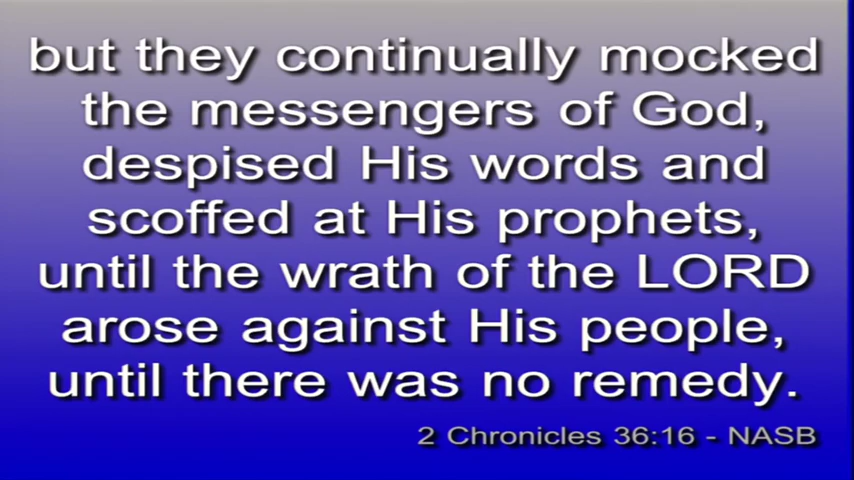 but they continually mocked
the messengers of God,
despised His words and
scoffed at His prophets,
until the wrath of the LORD
arose against His people,
until there was no remedy.
2 Chronicles 36:16 - NASB